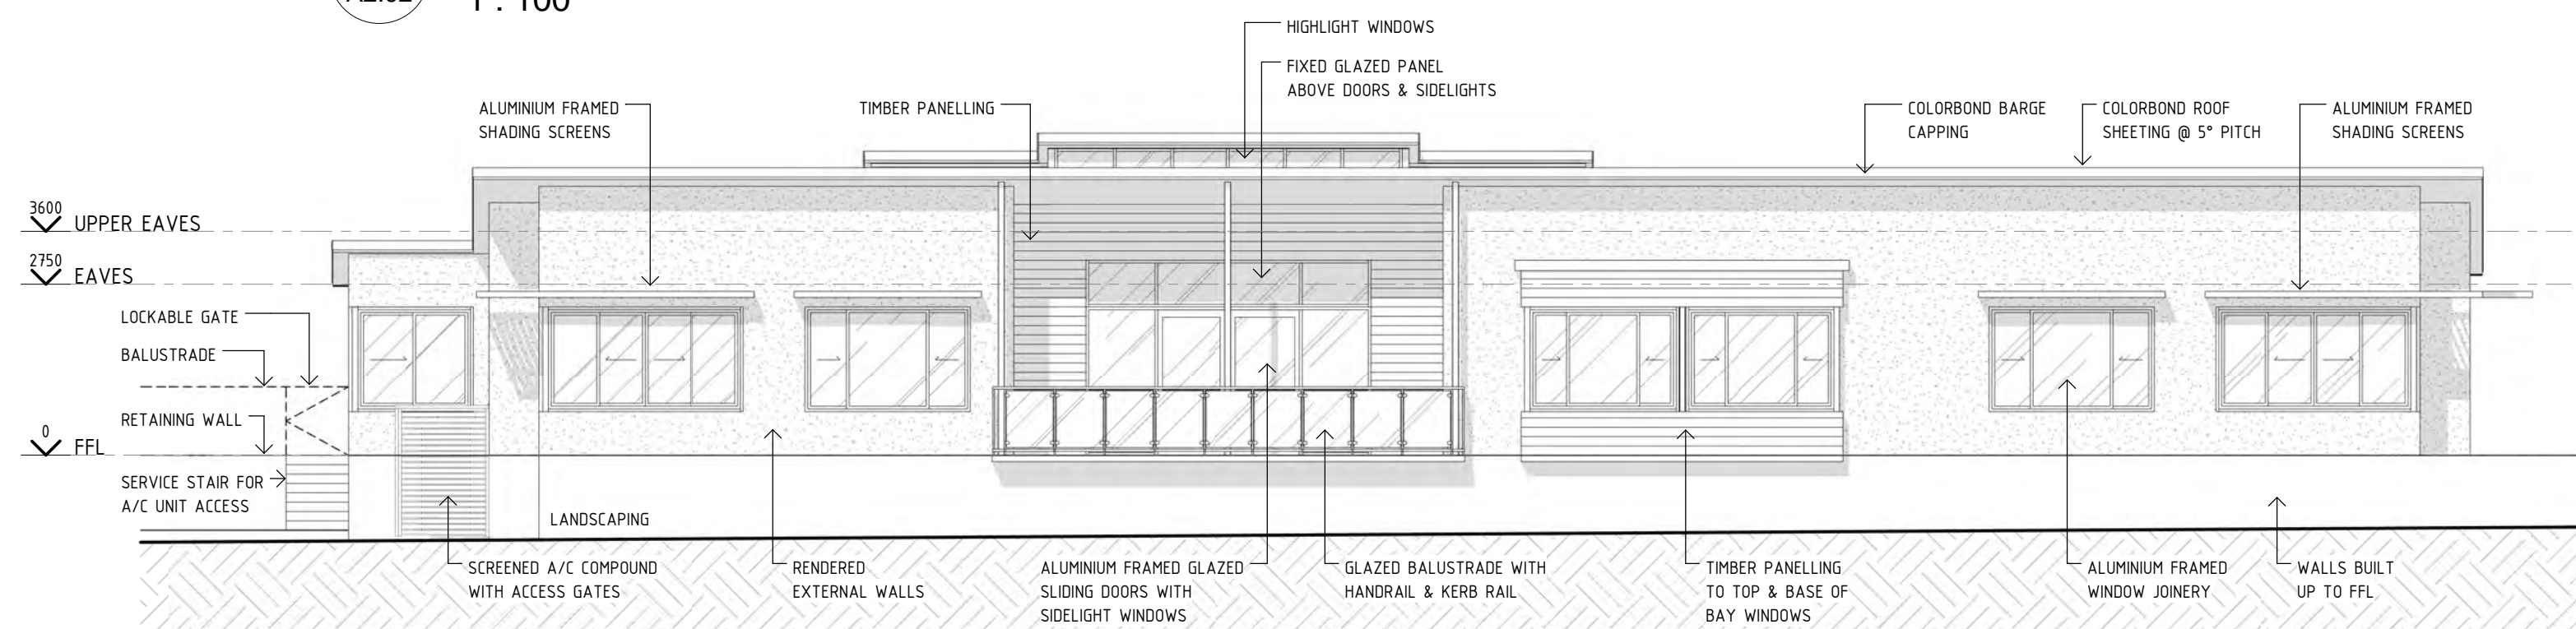 1 : 100
HIGHLIGHT WINDOWS
FIXED GLAZED PANEL
ABOVE DOORS & SIDELIGHTS
ALUMINIUM FRAMED
SHADING SCREENS
TIMBER PANELLING
COLORBOND BARGE
CAPPING
COLORBOND ROOF
SHEETING @ 5° PITCH
ALUMINIUM FRAMED
SHADING SCREENS
3600
UPPER EAVES
2750
EAVES
LOCKABLE GATE
BALUSTRADE
RETAINING WALL
0
FFL
SERVICE STAIR FOR
A/C UNIT ACCESS
LANDSCAPING
SCREENED A/C COMPOUND
WITH ACCESS GATES
RENDERED
EXTERNAL WALLS
ALUMINIUM FRAMED GLAZED
SLIDING DOORS WITH
SIDELIGHT WINDOWS
GLAZED BALUSTRADE WITH
HANDRAIL & KERB RAIL
TIMBER PANELLING
TO TOP & BASE OF
BAY WINDOWS
ALUMINIUM FRAMED
WINDOW JOINERY
WALLS BUILT
UP TO FFL